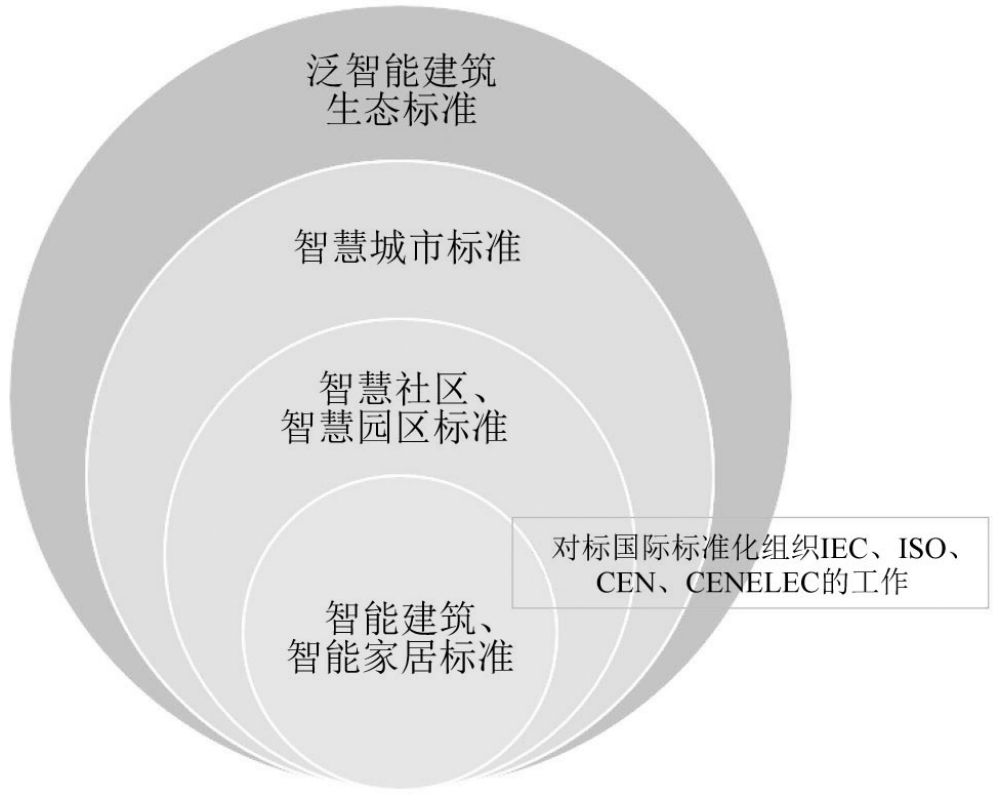 泛智能建筑
生态标准
智慧城市标准
智慧社区、
智慧园区标准
对标国际标准化组织IEC、ISO、
CEN、CENELEC的工作
智能建筑、
智能家居标准